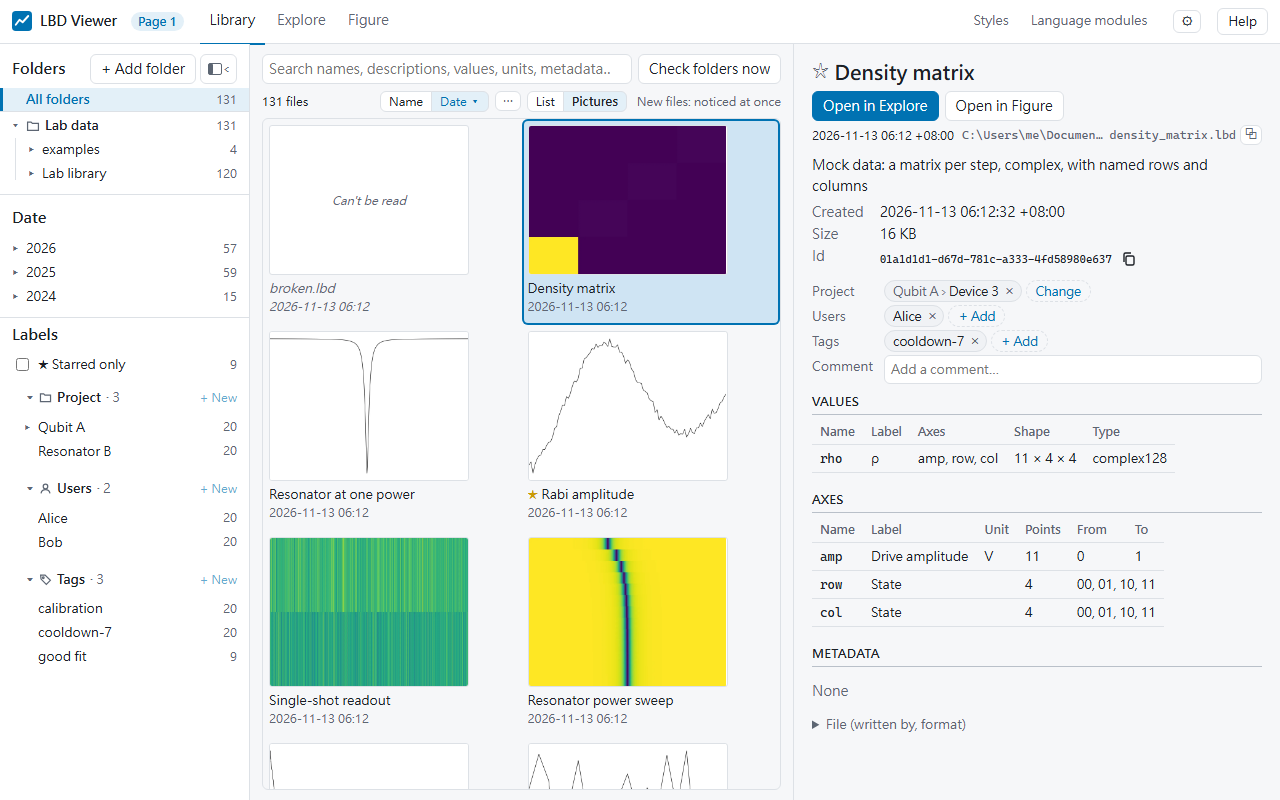 LBD Viewer Page 1 Library Explore Figure Styles Language modules Help
Folders + Add folder
All folders 131
Lab data 131
examples 4
Lab library 120
Date
2026 57
2025 59
2024 15
Labels
★ Starred only 9
Project · 3 + New
Qubit A 20
Resonator B 20
Users · 2 + New
Alice 20
Bob 20
Tags · 3 + New
calibration 20
cooldown-7 20
good fit 9
Search names, descriptions, values, units, metadata.. Check folders now
131 files Name Date ··· List Pictures New files: noticed at once
Can't be read
broken.lbd
2026-11-13 06:12
Density matrix
2026-11-13 06:12
Resonator at one power
2026-11-13 06:12
★ Rabi amplitude
2026-11-13 06:12
Single-shot readout
2026-11-13 06:12
Resonator power sweep
2026-11-13 06:12
☆ Density matrix
Open in Explore Open in Figure
2026-11-13 06:12 +08:00 C:\Users\me\Documen… density_matrix.lbd
Mock data: a matrix per step, complex, with named rows and
columns
Created 2026-11-13 06:12:32 +08:00
Size 16 KB
Id 01a1d1d1-d67d-781c-a333-4fd58980e637
Project Qubit A › Device 3 × Change
Users Alice × + Add
Tags cooldown-7 × + Add
Comment Add a comment…
VALUES
Name Label Axes Shape Type
rho ρ amp, row, col 11 × 4 × 4 complex128
AXES
Name Label Unit Points From To
amp Drive amplitude V 11 0 1
row State 4 00, 01, 10, 11
col State 4 00, 01, 10, 11
METADATA
None
File (written by, format)